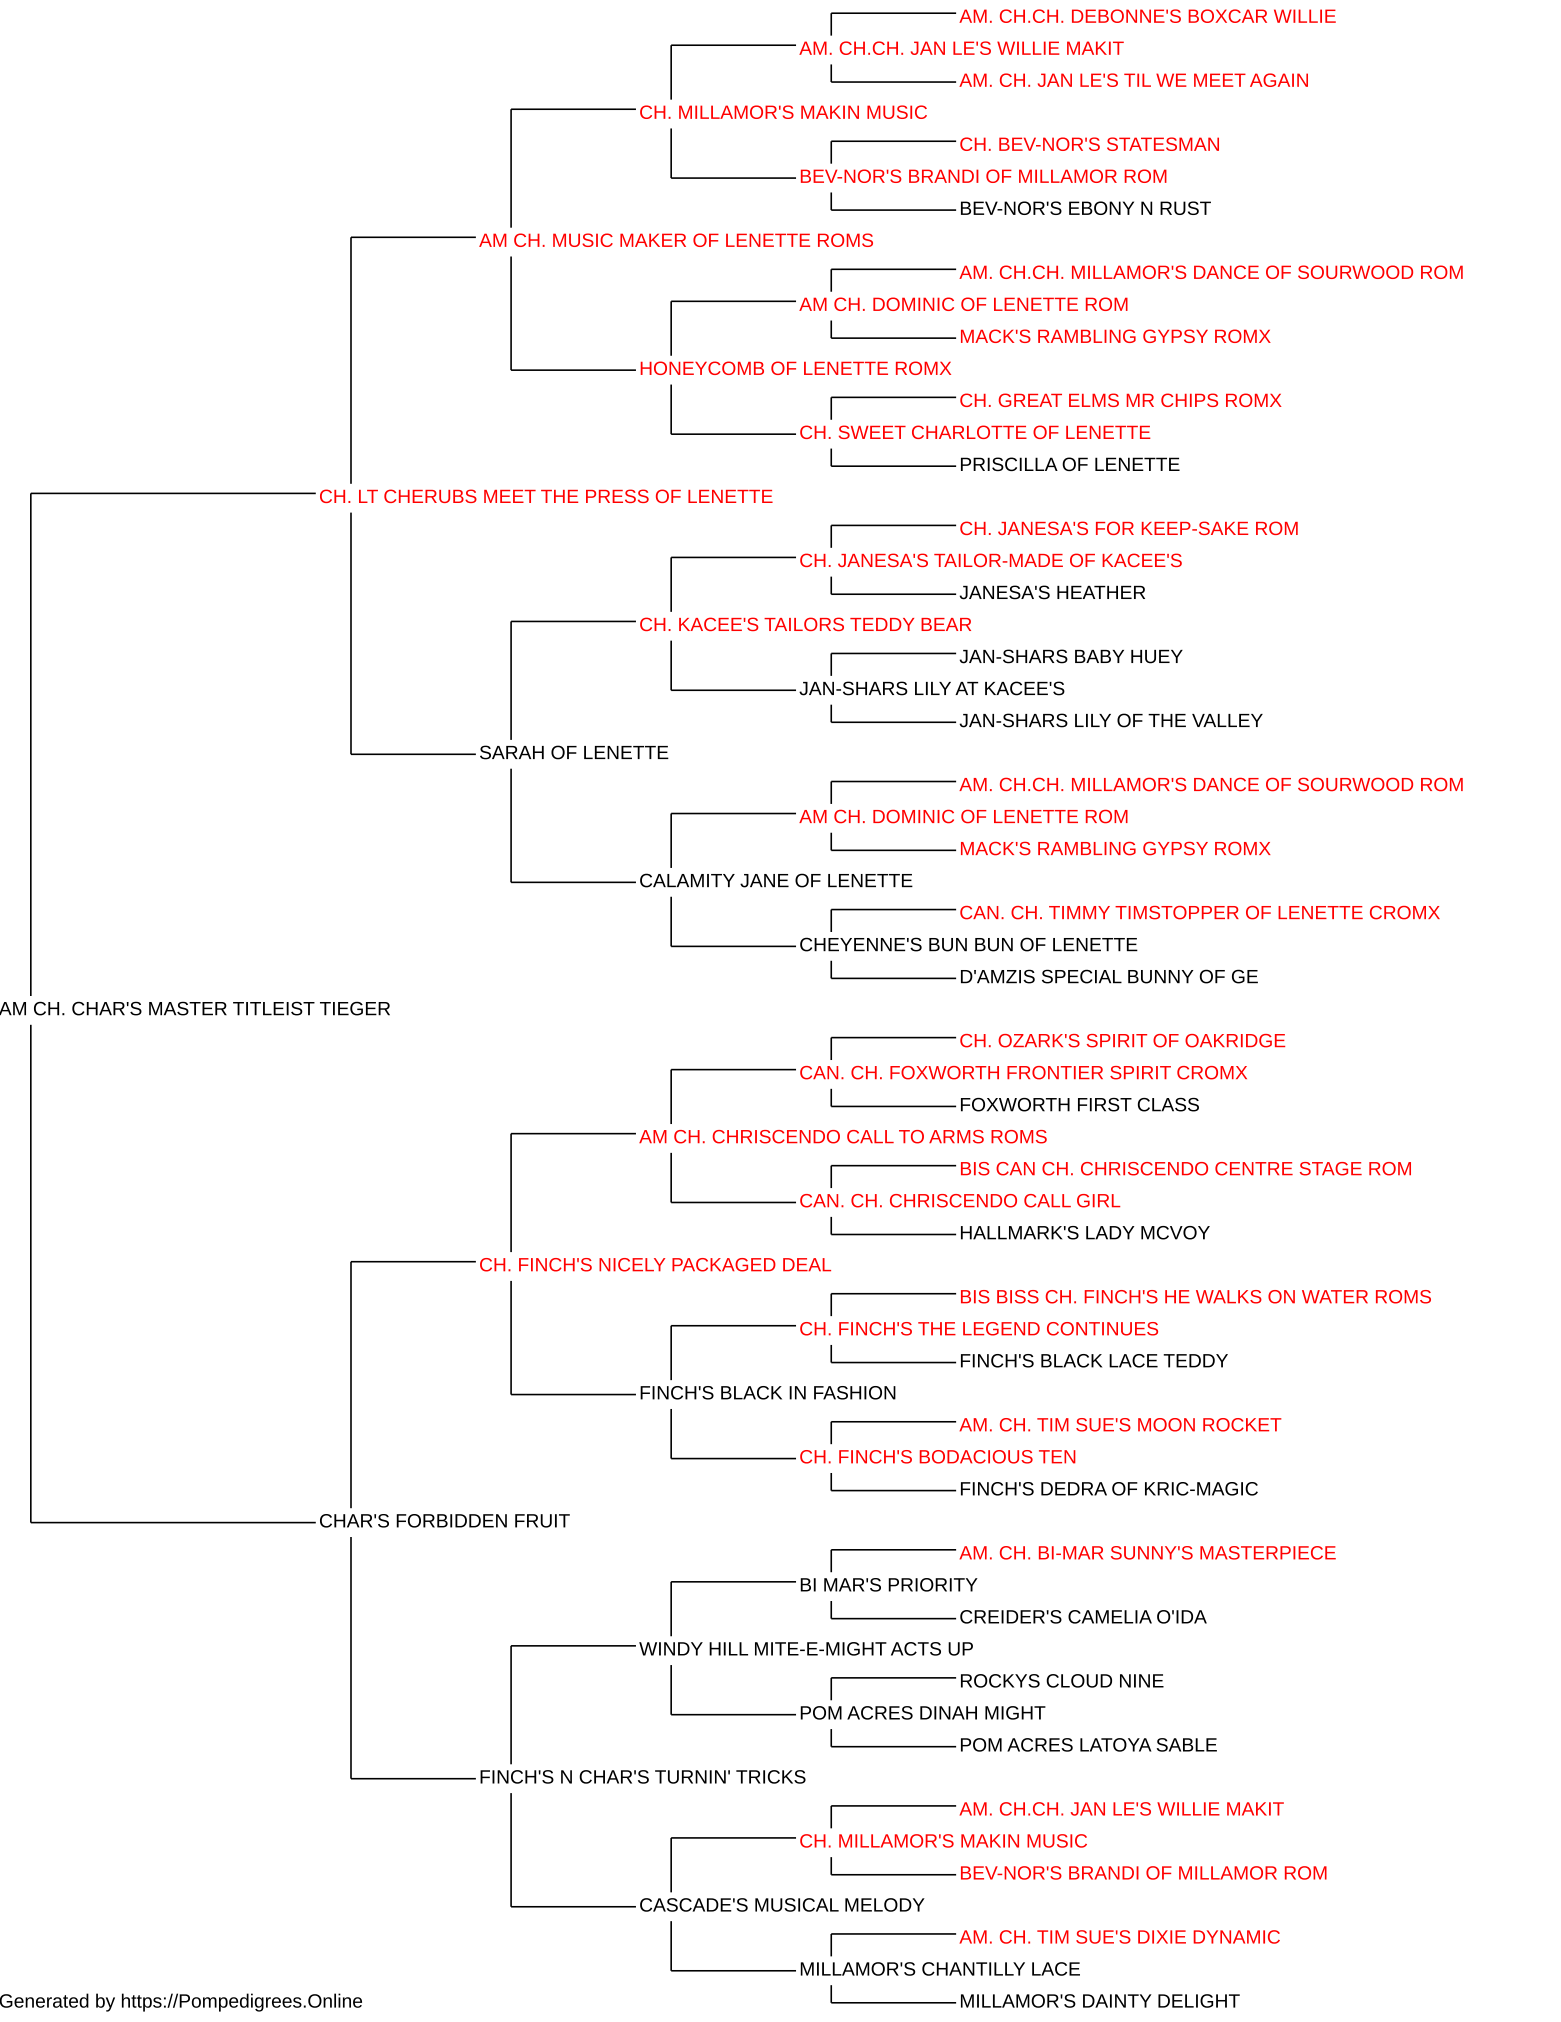 AM. CH.CH. DEBONNE'S BOXCAR WILLIE
AM. CH.CH. JAN LE'S WILLIE MAKIT
AM. CH. JAN LE'S TIL WE MEET AGAIN
CH. MILLAMOR'S MAKIN MUSIC
CH. BEV-NOR'S STATESMAN
BEV-NOR'S BRANDI OF MILLAMOR ROM
BEV-NOR'S EBONY N RUST
AM CH. MUSIC MAKER OF LENETTE ROMS
AM. CH.CH. MILLAMOR'S DANCE OF SOURWOOD ROM
AM CH. DOMINIC OF LENETTE ROM
MACK'S RAMBLING GYPSY ROMX
HONEYCOMB OF LENETTE ROMX
CH. GREAT ELMS MR CHIPS ROMX
CH. SWEET CHARLOTTE OF LENETTE
PRISCILLA OF LENETTE
CH. LT CHERUBS MEET THE PRESS OF LENETTE
CH. JANESA'S FOR KEEP-SAKE ROM
CH. JANESA'S TAILOR-MADE OF KACEE'S
JANESA'S HEATHER
CH. KACEE'S TAILORS TEDDY BEAR
JAN-SHARS BABY HUEY
JAN-SHARS LILY AT KACEE'S
JAN-SHARS LILY OF THE VALLEY
SARAH OF LENETTE
AM. CH.CH. MILLAMOR'S DANCE OF SOURWOOD ROM
AM CH. DOMINIC OF LENETTE ROM
MACK'S RAMBLING GYPSY ROMX
CALAMITY JANE OF LENETTE
CAN. CH. TIMMY TIMSTOPPER OF LENETTE CROMX
CHEYENNE'S BUN BUN OF LENETTE
D'AMZIS SPECIAL BUNNY OF GE
AM CH. CHAR'S MASTER TITLEIST TIEGER
CH. OZARK'S SPIRIT OF OAKRIDGE
CAN. CH. FOXWORTH FRONTIER SPIRIT CROMX
FOXWORTH FIRST CLASS
AM CH. CHRISCENDO CALL TO ARMS ROMS
BIS CAN CH. CHRISCENDO CENTRE STAGE ROM
CAN. CH. CHRISCENDO CALL GIRL
HALLMARK'S LADY MCVOY
CH. FINCH'S NICELY PACKAGED DEAL
BIS BISS CH. FINCH'S HE WALKS ON WATER ROMS
CH. FINCH'S THE LEGEND CONTINUES
FINCH'S BLACK LACE TEDDY
FINCH'S BLACK IN FASHION
AM. CH. TIM SUE'S MOON ROCKET
CH. FINCH'S BODACIOUS TEN
FINCH'S DEDRA OF KRIC-MAGIC
CHAR'S FORBIDDEN FRUIT
AM. CH. BI-MAR SUNNY'S MASTERPIECE
BI MAR'S PRIORITY
CREIDER'S CAMELIA O'IDA
WINDY HILL MITE-E-MIGHT ACTS UP
ROCKYS CLOUD NINE
POM ACRES DINAH MIGHT
POM ACRES LATOYA SABLE
FINCH'S N CHAR'S TURNIN' TRICKS
AM. CH.CH. JAN LE'S WILLIE MAKIT
CH. MILLAMOR'S MAKIN MUSIC
BEV-NOR'S BRANDI OF MILLAMOR ROM
CASCADE'S MUSICAL MELODY
AM. CH. TIM SUE'S DIXIE DYNAMIC
MILLAMOR'S CHANTILLY LACE
MILLAMOR'S DAINTY DELIGHT
Generated by https://Pompedigrees.Online